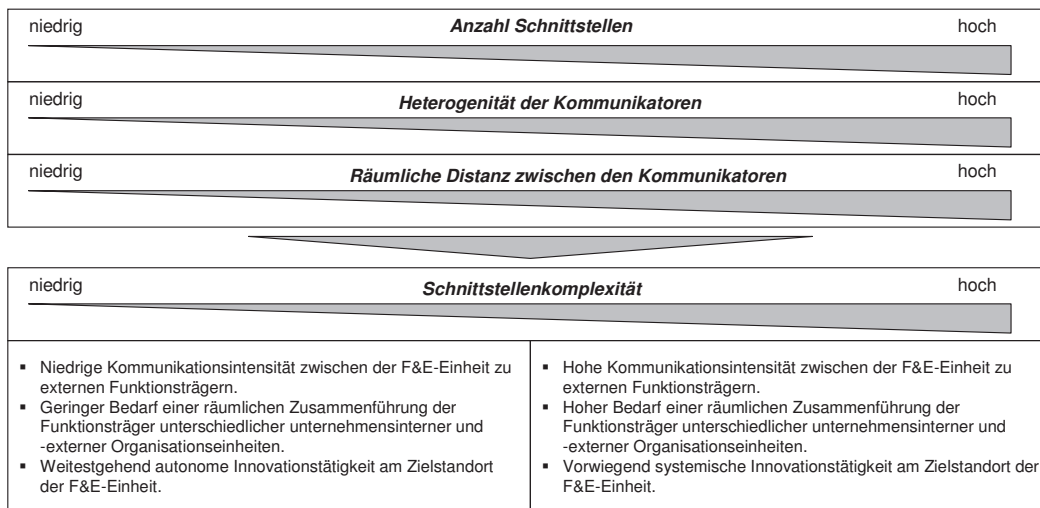 niedrig Anzahl Schnittstellen hoch
niedrig Heterogenität der Kommunikatoren hoch
niedrig Räumliche Distanz zwischen den Kommunikatoren hoch
niedrig Schnittstellenkomplexität hoch
▪ Niedrige Kommunikationsintensität zwischen der F&E-Einheit zu
externen Funktionsträgern.
▪ Geringer Bedarf einer räumlichen Zusammenführung der
Funktionsträger unterschiedlicher unternehmensinterner und
-externer Organisationseinheiten.
▪ Weitestgehend autonome Innovationstätigkeit am Zielstandort
der F&E-Einheit.
▪ Hohe Kommunikationsintensität zwischen der F&E-Einheit zu
externen Funktionsträgern.
▪ Hoher Bedarf einer räumlichen Zusammenführung der
Funktionsträger unterschiedlicher unternehmensinterner und
-externer Organisationseinheiten.
▪ Vorwiegend systemische Innovationstätigkeit am Zielstandort der
F&E-Einheit.